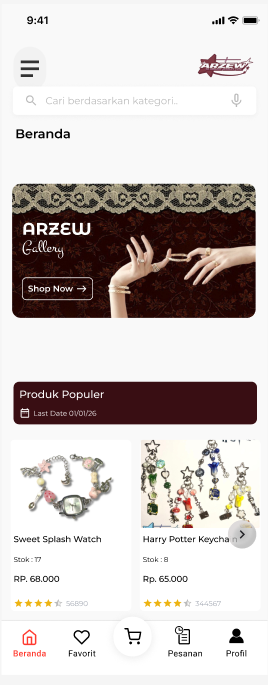 9:41
ARZEW
Cari berdasarkan kategori..
Beranda
ARZEW
Gallery
Shop Now →
Produk Populer
Last Date 01/01/26
Sweet Splash Watch
Harry Potter Keychain
Stok : 17
Stok : 8
RP. 68.000
Rp. 65.000
56890
344567
Beranda
Favorit
Pesanan
Profil